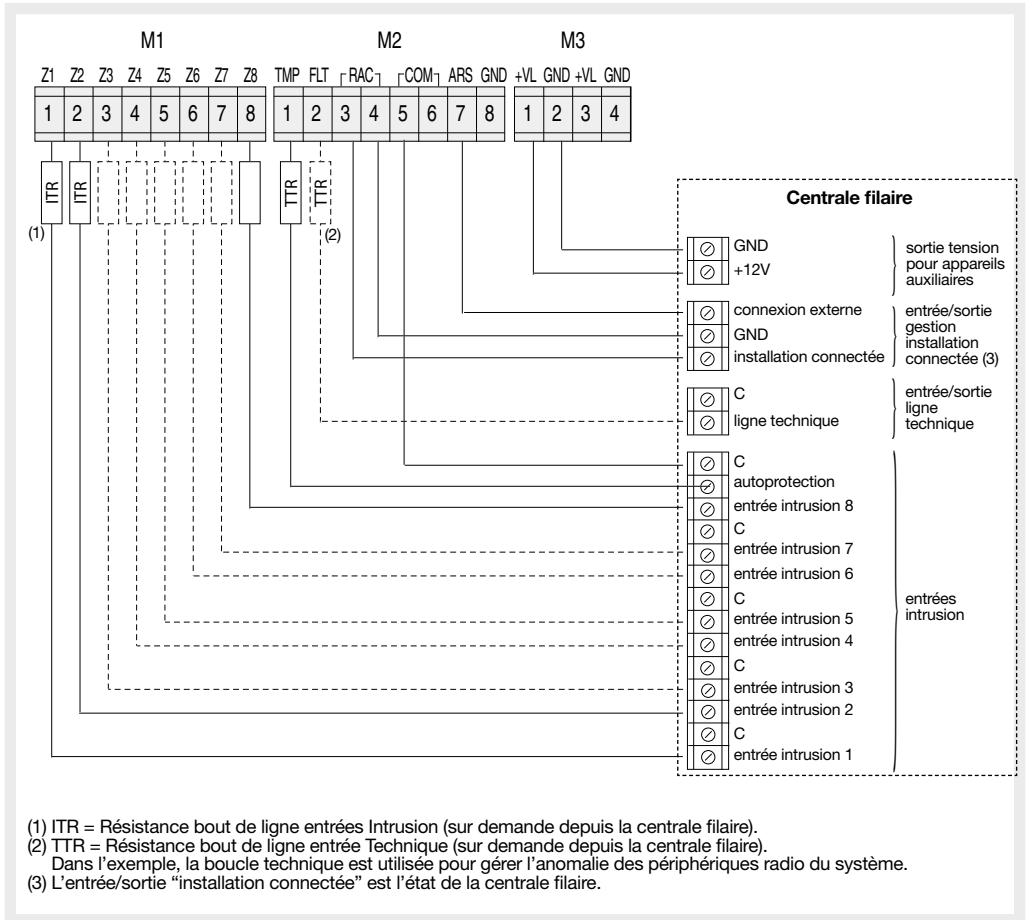 M1 M2 M3
Z1 Z2 Z3 Z4 Z5 Z6 Z7 Z8 TMP FLT RAC COM ARS GND +VL GND +VL GND
1 2 3 4 5 6 7 8 1 2 3 4 5 6 7 8 1 2 3 4
ITR ITR TTR TTR
(1) (2)
Centrale filaire
GND
+12V
sortie tension
pour appareils
auxiliaires
connexion externe
GND
installation connectée
entrée/sortie
gestion
installation
connectée (3)
C
ligne technique
entrée/sortie
ligne
technique
C
autoprotection
entrée intrusion 8
C
entrée intrusion 7
entrée intrusion 6
C
entrée intrusion 5
entrée intrusion 4
C
entrée intrusion 3
entrée intrusion 2
C
entrée intrusion 1
entrées
intrusion
(1) ITR = Résistance bout de ligne entrées Intrusion (sur demande depuis la centrale filaire).
(2) TTR = Résistance bout de ligne entrée Technique (sur demande depuis la centrale filaire).
Dans l'exemple, la boucle technique est utilisée pour gérer l'anomalie des périphériques radio du système.
(3) L'entrée/sortie “installation connectée” est l'état de la centrale filaire.